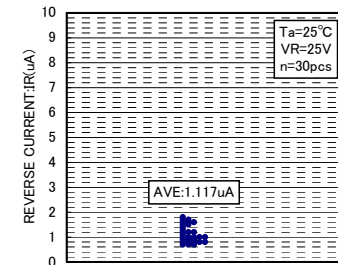 10
9
8
7
6
5
4
3
2
1
0
REVERSE CURRENT:IR(uA)
Ta=25°C
VR=25V
n=30pcs
AVE:1.117uA